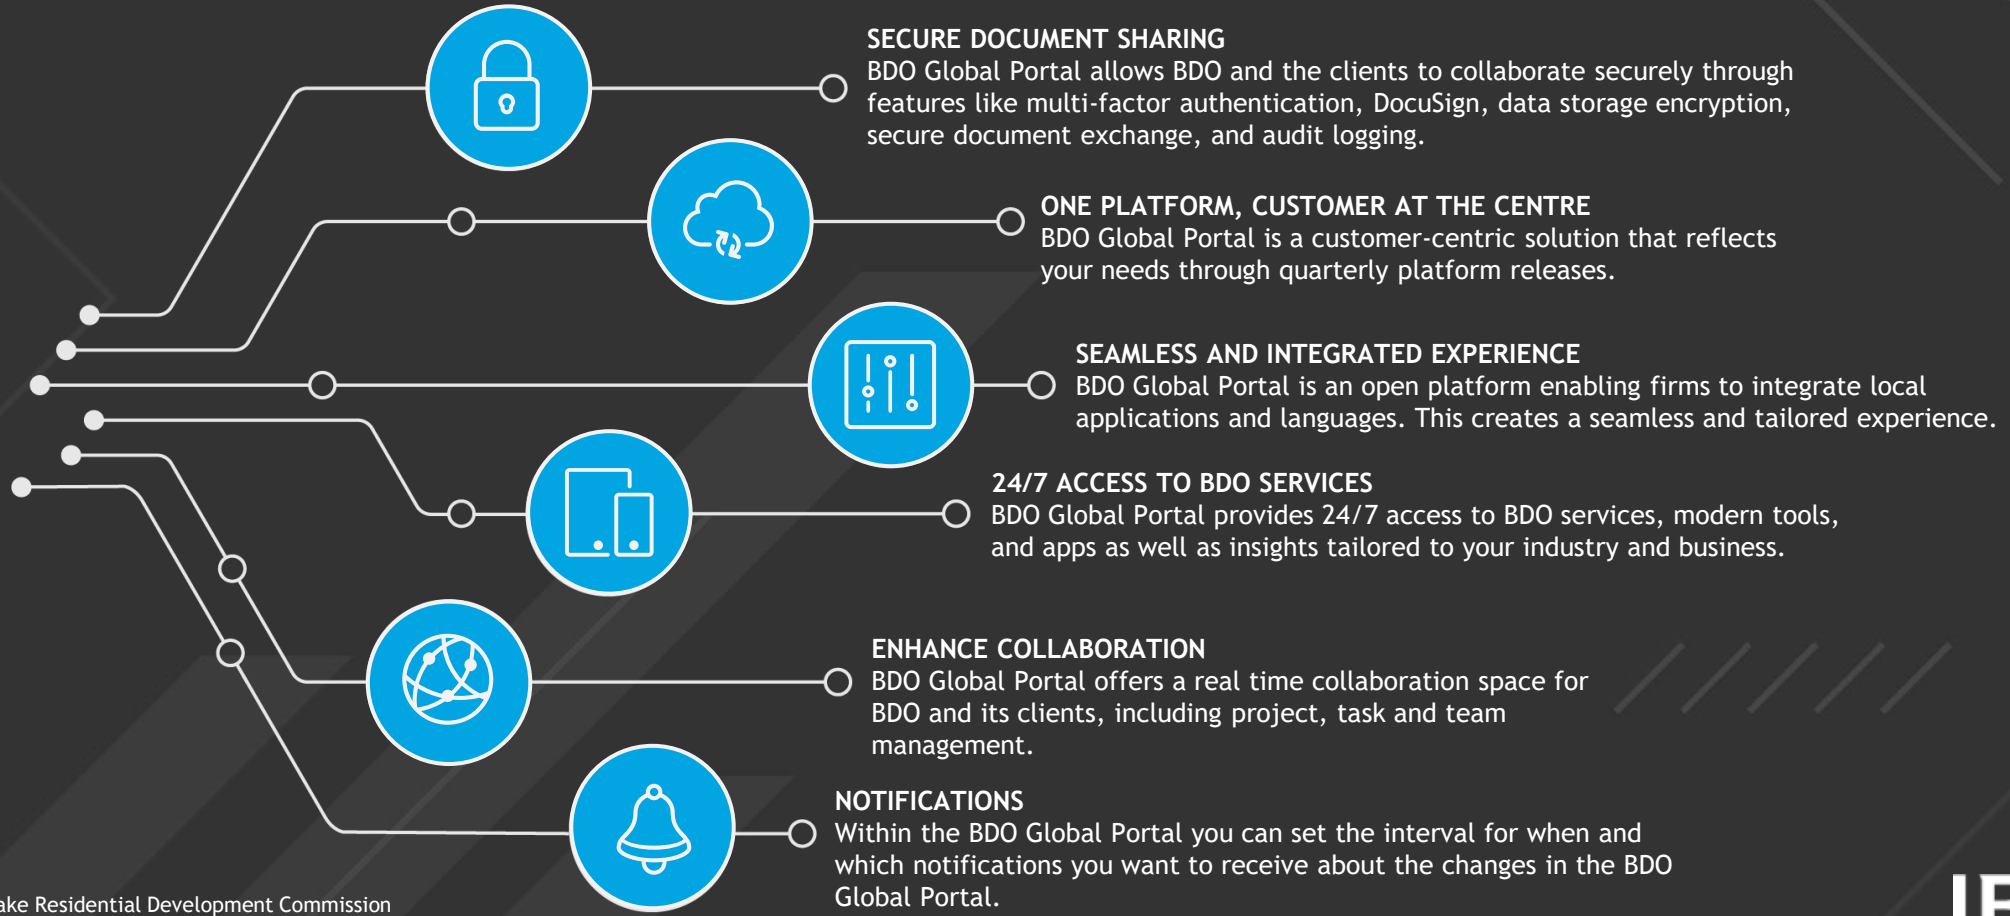 SECURE DOCUMENT SHARING
BDO Global Portal allows BDO and the clients to collaborate securely through
features like multi-factor authentication, DocuSign, data storage encryption,
secure document exchange, and audit logging.
ONE PLATFORM, CUSTOMER AT THE CENTRE
BDO Global Portal is a customer-centric solution that reflects
your needs through quarterly platform releases.
SEAMLESS AND INTEGRATED EXPERIENCE
BDO Global Portal is an open platform enabling firms to integrate local
applications and languages. This creates a seamless and tailored experience.
24/7 ACCESS TO BDO SERVICES
BDO Global Portal provides 24/7 access to BDO services, modern tools,
and apps as well as insights tailored to your industry and business.
ENHANCE COLLABORATION
BDO Global Portal offers a real time collaboration space for
BDO and its clients, including project, task and team
management.
NOTIFICATIONS
Within the BDO Global Portal you can set the interval for when and
which notifications you want to receive about the changes in the BDO
Global Portal.
Residential Development Commission